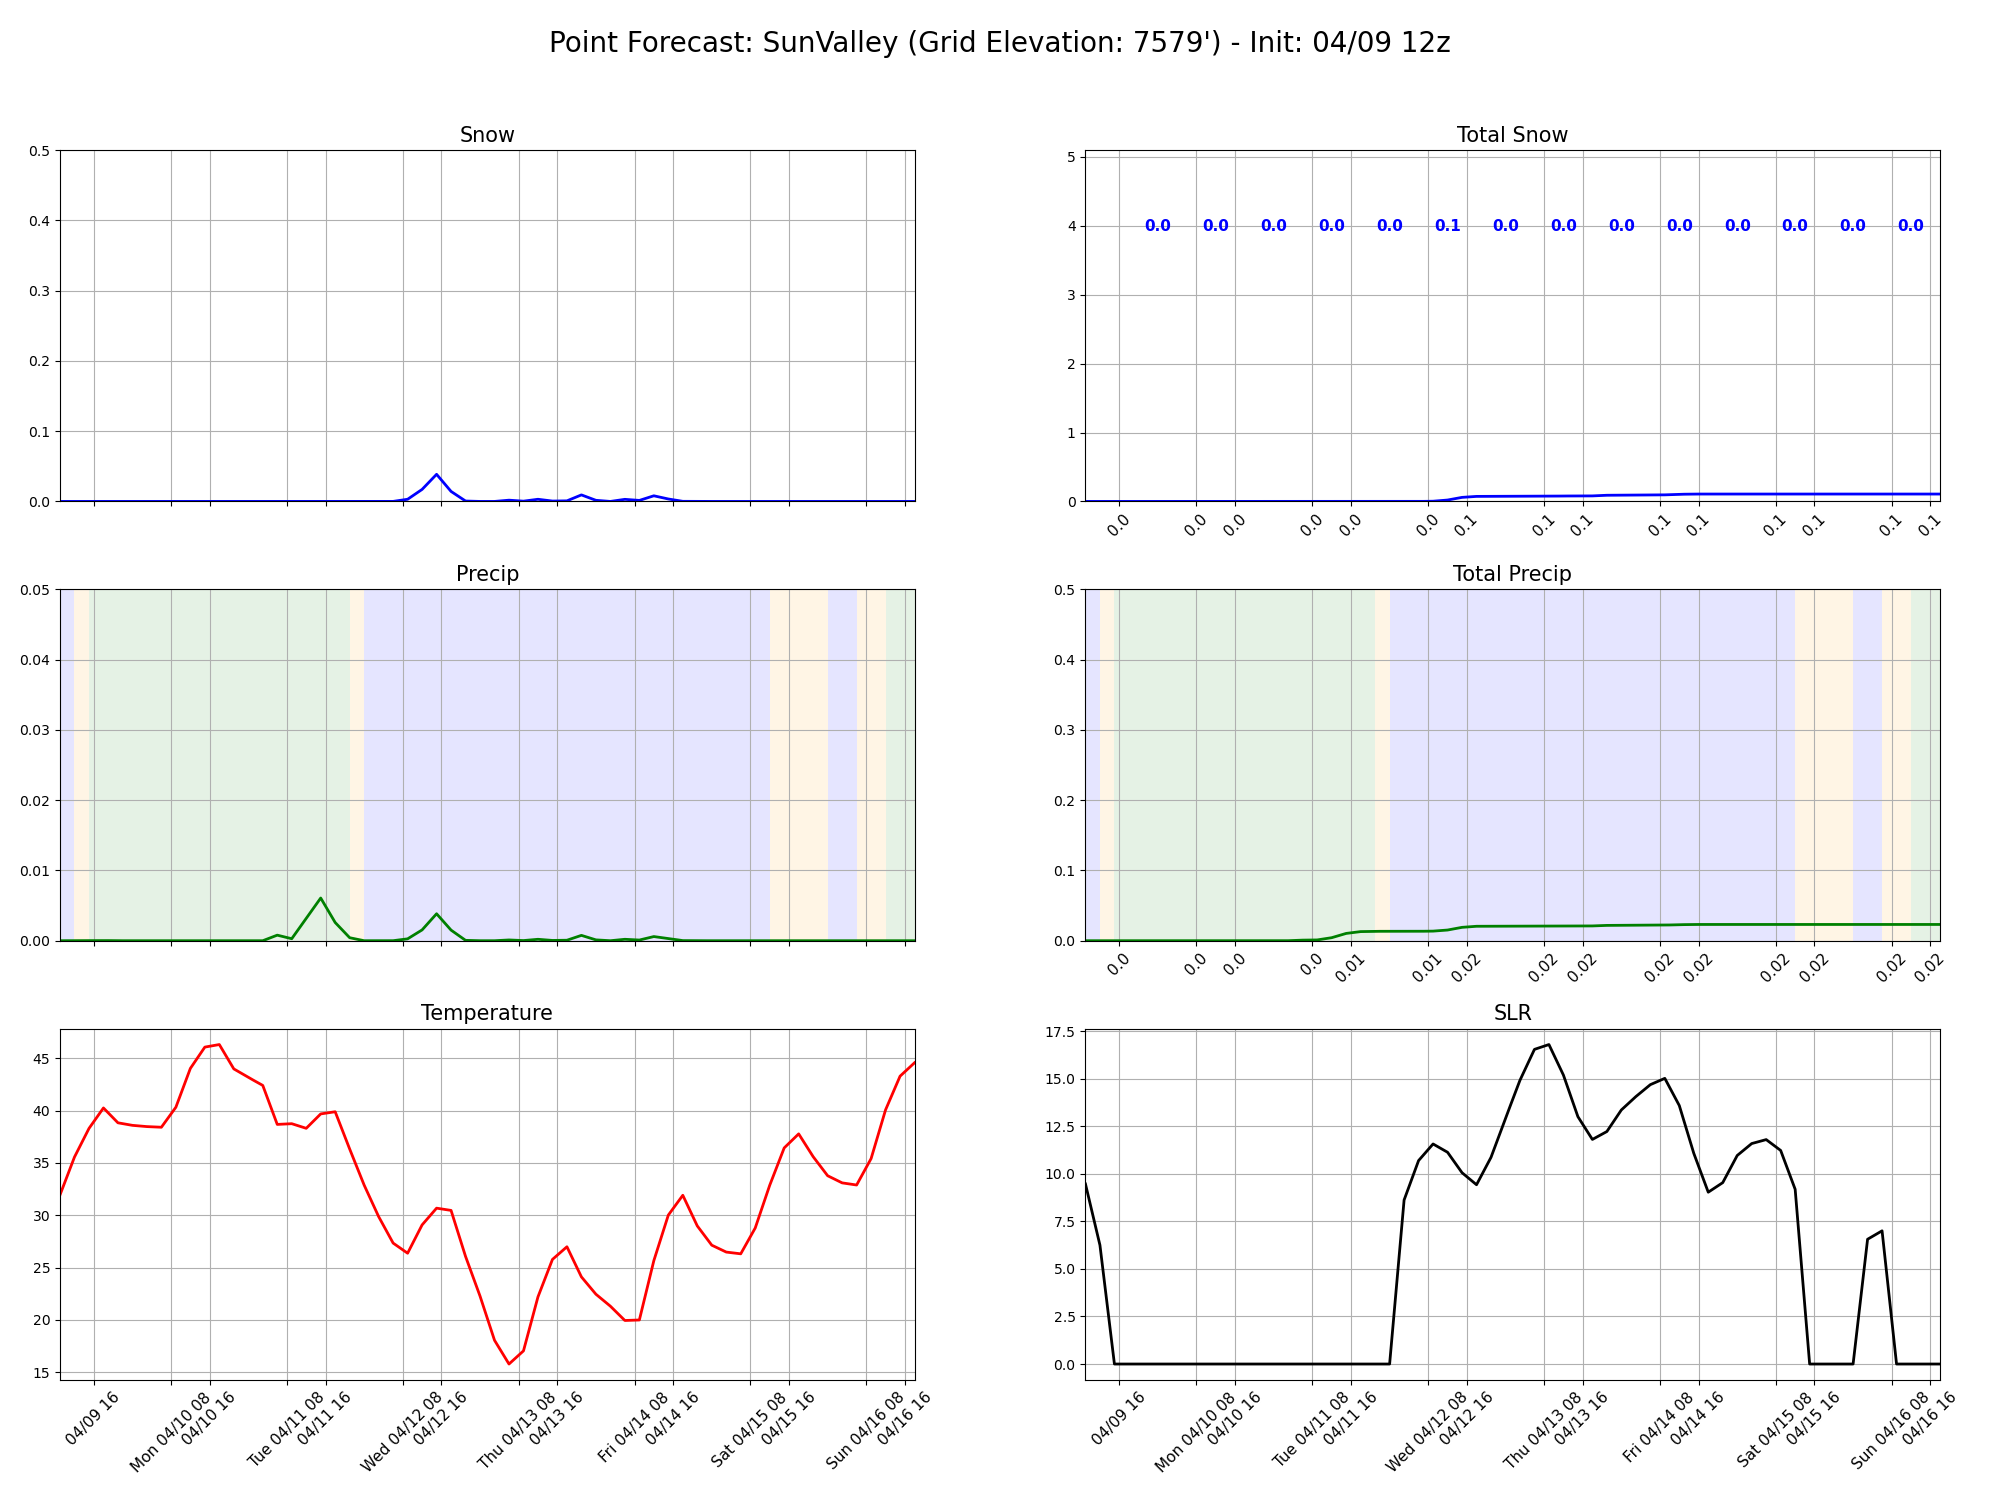 Point Forecast: SunValley (Grid Elevation: 7579') - Init: 04/09 12z
Snow
0.5
0.4
0.3
0.2
0.1
0.0
Total Snow
5
4
3
2
1
0
0.0 0.0 0.0 0.0 0.0 0.1 0.0 0.0 0.0 0.0 0.0 0.0 0.0 0.0
0.0 0.0 0.0 0.0 0.0 0.0 0.1 0.1 0.1 0.1 0.1 0.1 0.1 0.1 0.1
Precip
0.05
0.04
0.03
0.02
0.01
0.00
Total Precip
0.5
0.4
0.3
0.2
0.1
0.0
0.0 0.0 0.0 0.0 0.01 0.01 0.02 0.02 0.02 0.02 0.02 0.02 0.02 0.02 0.02
Temperature
45
40
35
30
25
20
15
04/09 16
Mon 04/10 08
04/10 16
Tue 04/11 08
04/11 16
Wed 04/12 08
04/12 16
Thu 04/13 08
04/13 16
Fri 04/14 08
04/14 16
Sat 04/15 08
04/15 16
Sun 04/16 08
04/16 16
SLR
17.5
15.0
12.5
10.0
7.5
5.0
2.5
0.0
04/09 16
Mon 04/10 08
04/10 16
Tue 04/11 08
04/11 16
Wed 04/12 08
04/12 16
Thu 04/13 08
04/13 16
Fri 04/14 08
04/14 16
Sat 04/15 08
04/15 16
Sun 04/16 08
04/16 16